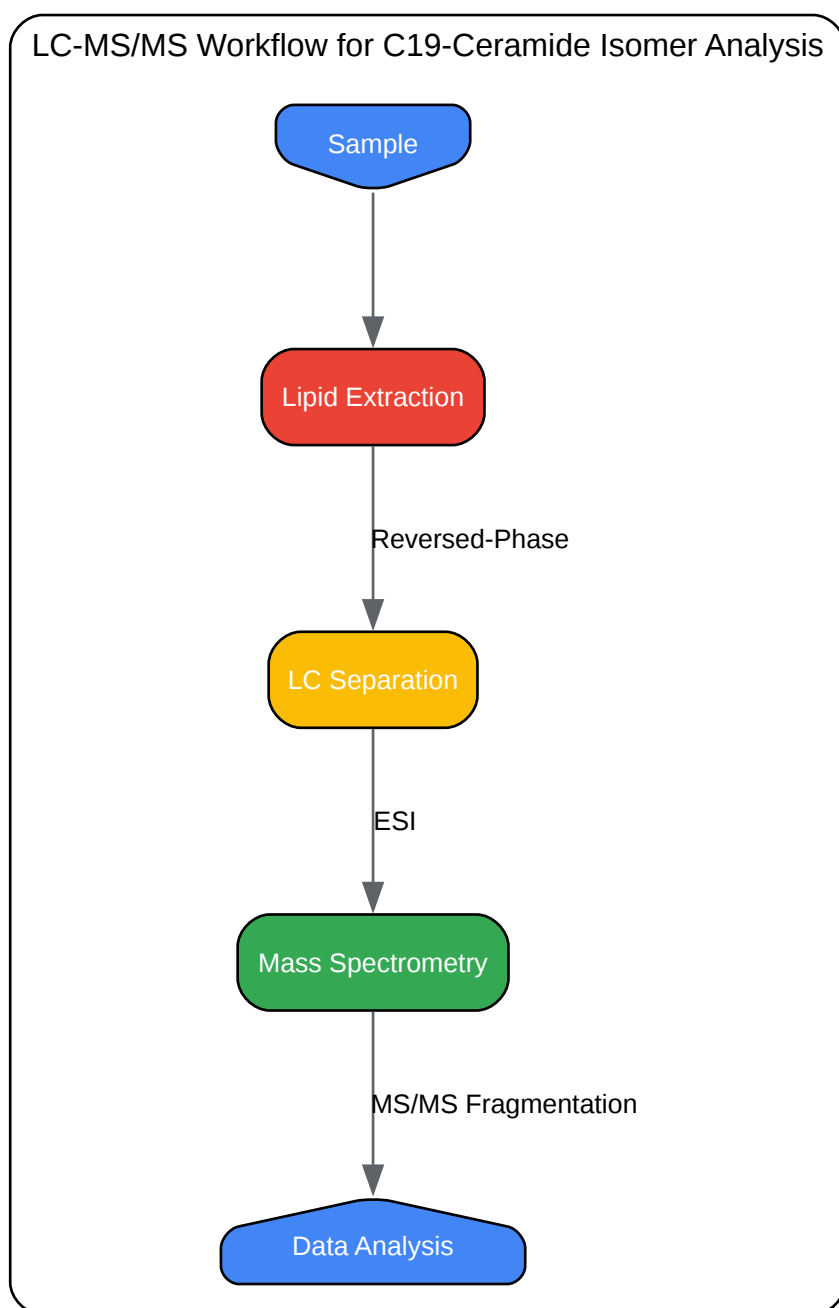 LC-MS/MS Workflow for C19-Ceramide Isomer Analysis
Sample
Lipid Extraction
Reversed-Phase
LC Separation
ESI
Mass Spectrometry
MS/MS Fragmentation
Data Analysis